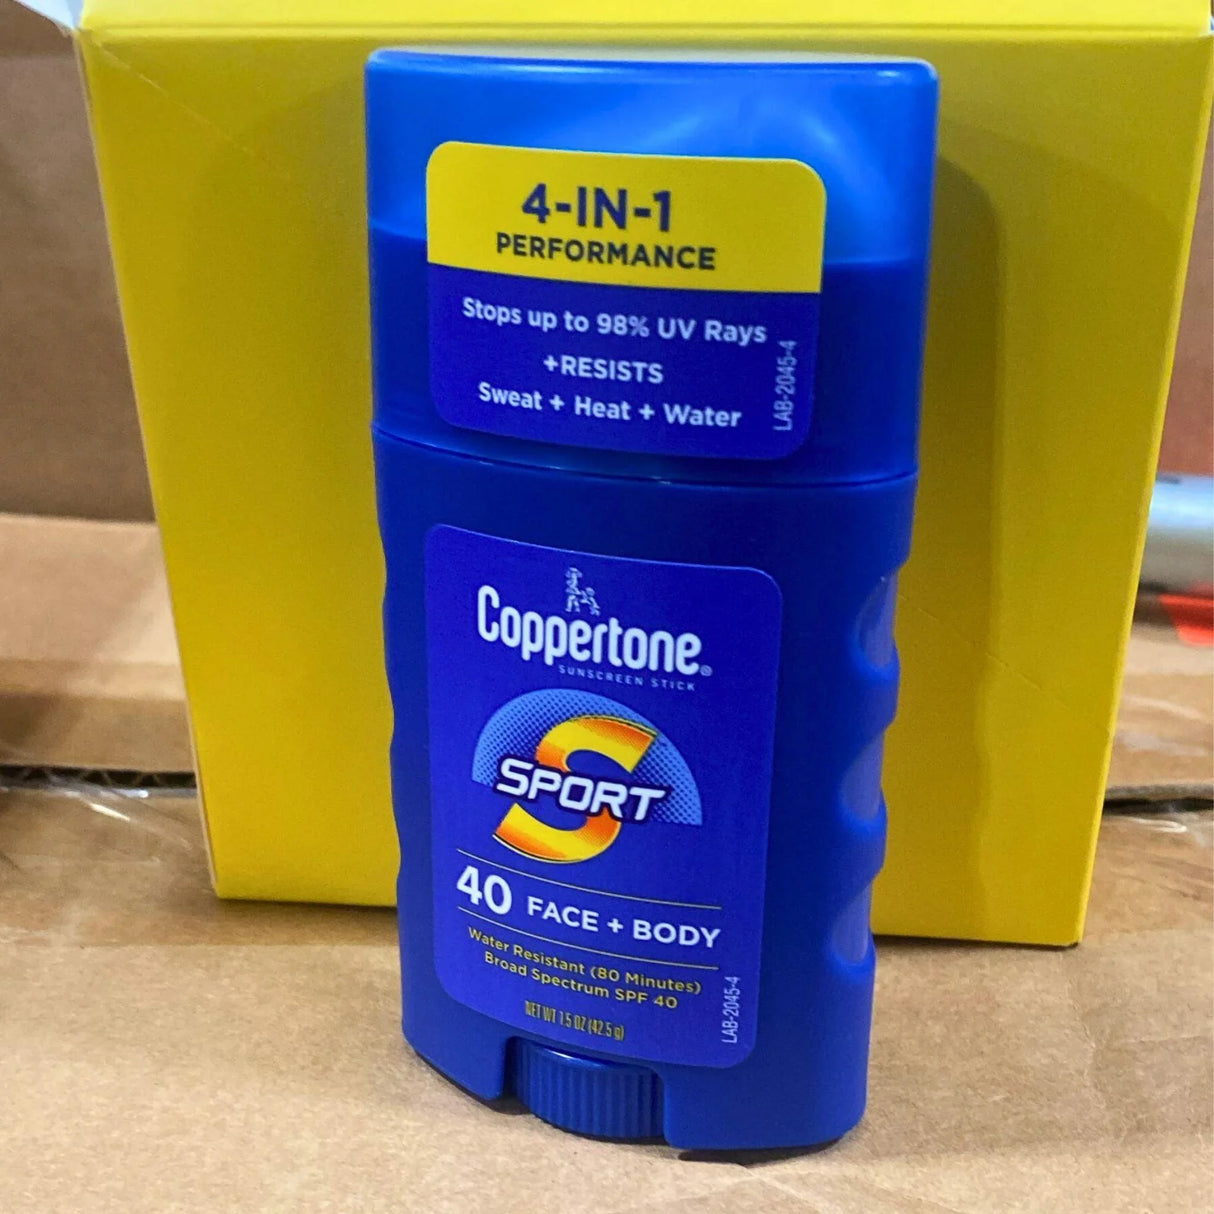 4-IN-1
PERFORMANCE
Stops up to 98% UV Rays
+RESISTS
Sweat + Heat + Water
LAB-2045-4
Coppertone®
SUNSCREEN STICK
S
SPORT
40 FACE + BODY
Water Resistant (80 Minutes)
Broad Spectrum SPF 40
NET WT 1.5 OZ (42.5 g)
LAB-2045-4